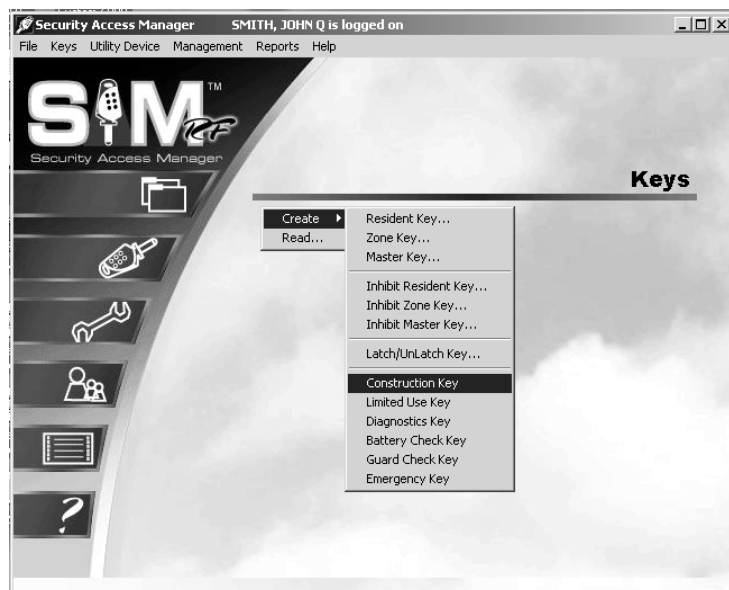 Security Access Manager SMITH, JOHN Q is logged on
File Keys Utility Device Management Reports Help
SAM TM
RF
Security Access Manager
Keys
Create
Read...
Resident Key...
Zone Key...
Master Key...
Inhibit Resident Key...
Inhibit Zone Key...
Inhibit Master Key...
Latch/UnLatch Key...
Construction Key
Limited Use Key
Diagnostics Key
Battery Check Key
Guard Check Key
Emergency Key
?